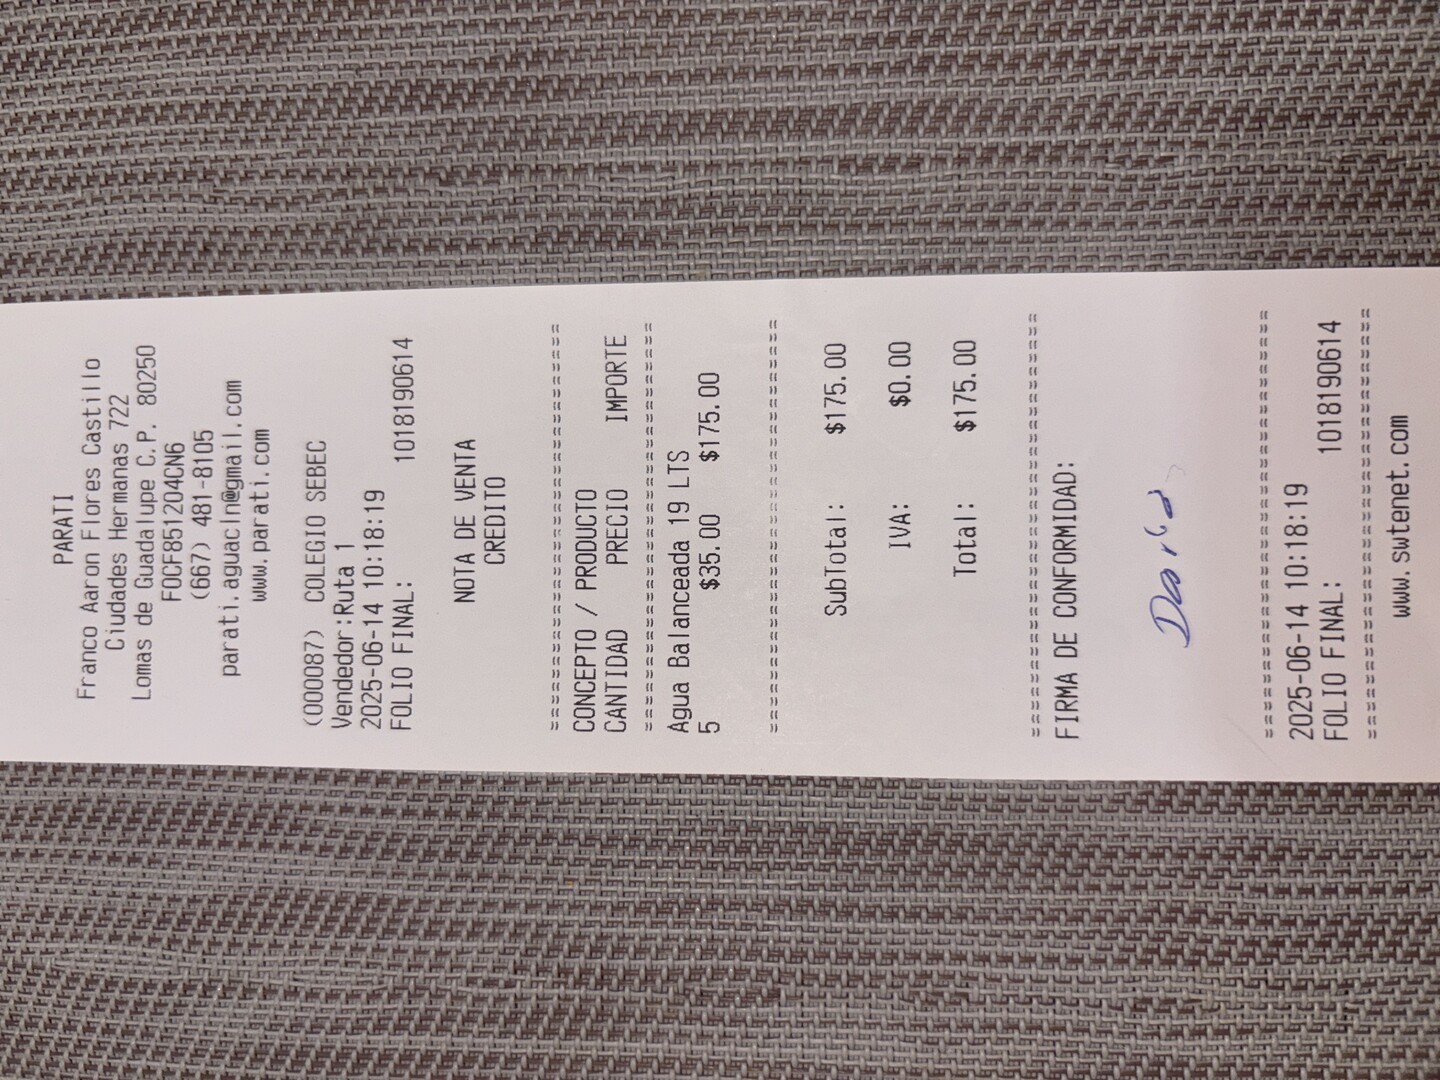 PARATI
Franco Aaron Flores Castillo
Ciudades Hermanas 722
Lomas de Guadalupe C.P. 80250
FOCF851204CN6
(667) 481-8105
parati.aguacln@gmail.com
www.parati.com
(000087) COLEGIO SEBEC
Vendedor:Ruta 1
2025-06-14 10:18:19
FOLIO FINAL: 1018190614
NOTA DE VENTA
CREDITO
==============================
CONCEPTO / PRODUCTO
CANTIDAD PRECIO IMPORTE
==============================
Agua Balanceada 19 LTS
5 $35.00 $175.00
==============================
SubTotal: $175.00
IVA: $0.00
Total: $175.00
==============================
FIRMA DE CONFORMIDAD:
==============================
2025-06-14 10:18:19
FOLIO FINAL: 1018190614
==============================
www.swtenet.com